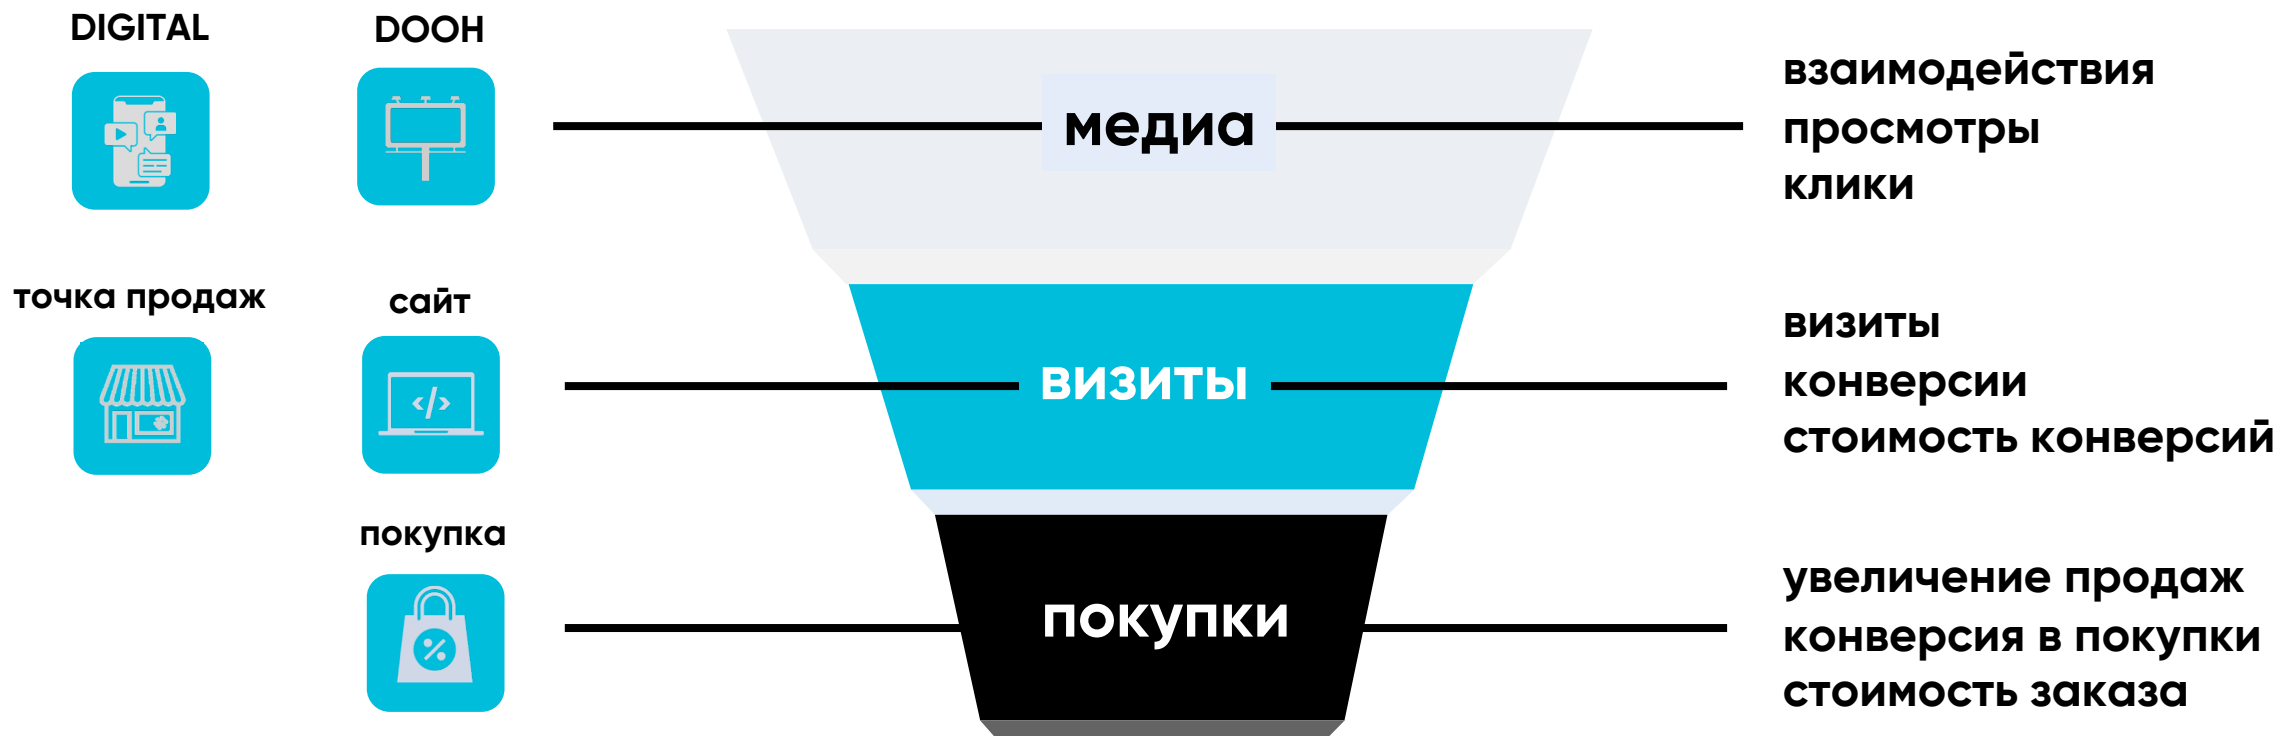 DIGITAL
DOOH
медиа
взаимодействия
просмотры
клики
точка продаж
сайт
</>
визиты
визиты
конверсии
стоимость конверсий
покупка
%
покупки
увеличение продаж
конверсия в покупки
стоимость заказа